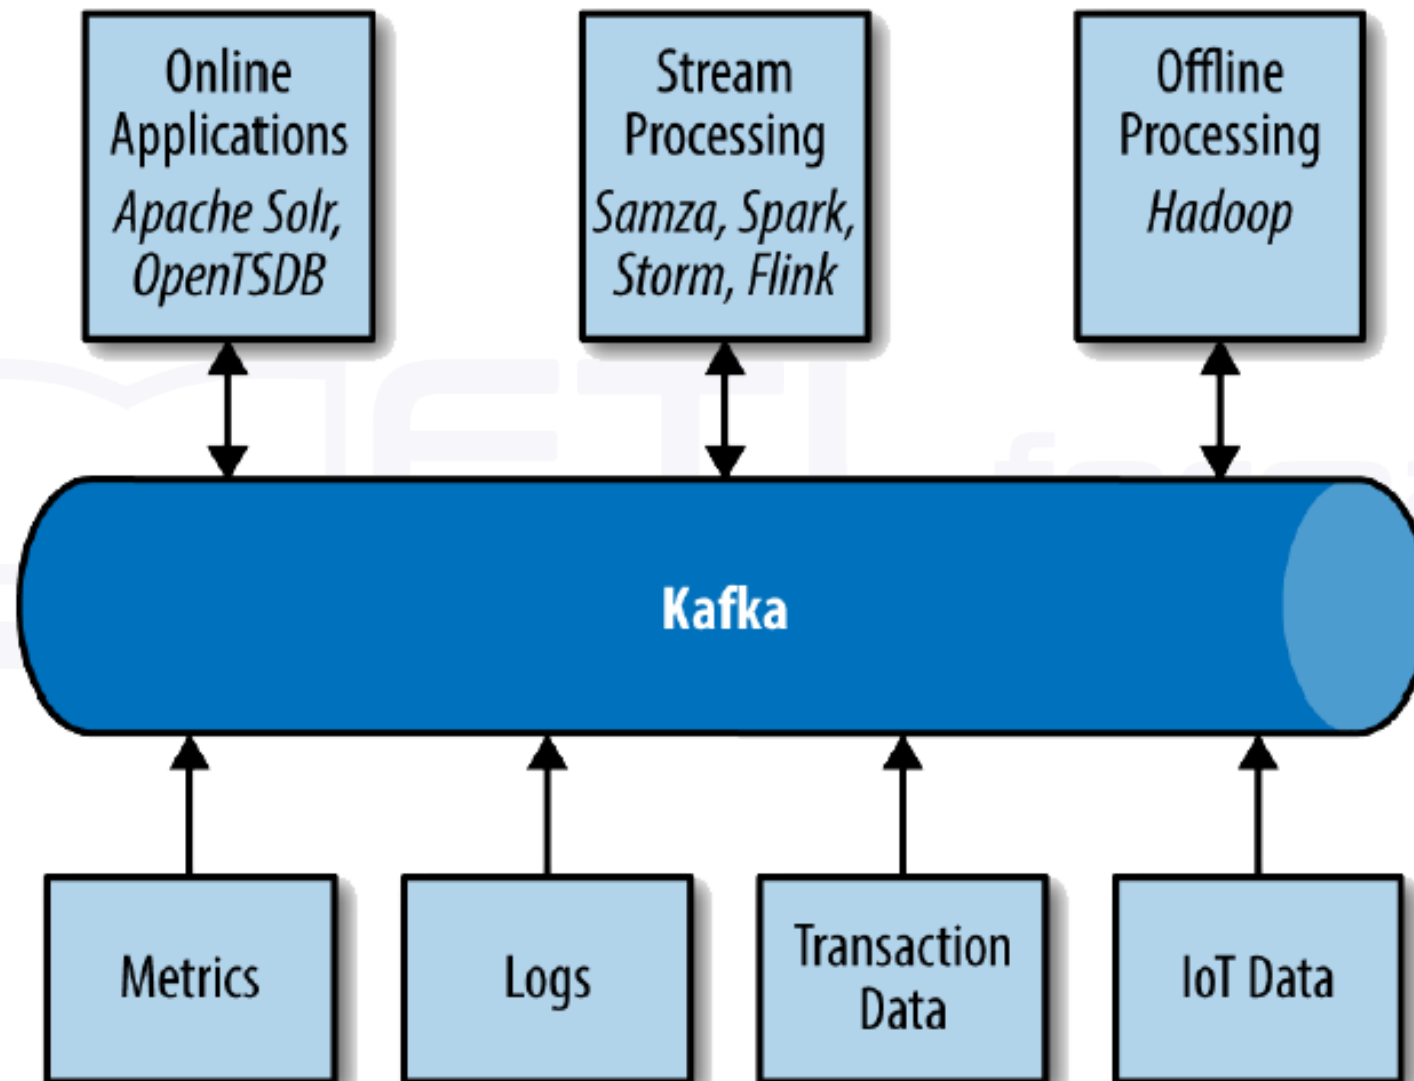 Online
Applications
Apache Solr,
OpenTSDB
Stream
Processing
Samza, Spark,
Storm, Flink
Offline
Processing
Hadoop
Kafka
Metrics
Logs
Transaction
Data
IoT Data